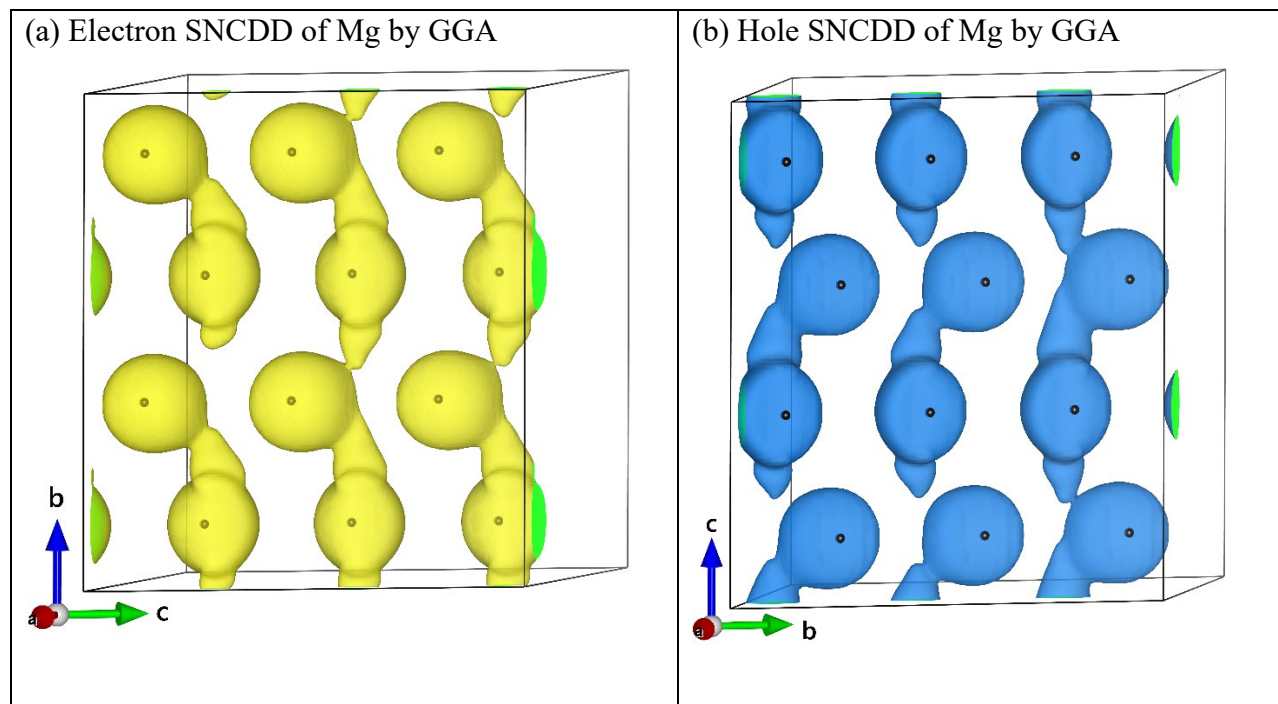 (a) Electron SNCDD of Mg by GGA
(b) Hole SNCDD of Mg by GGA
b
a
c
c
a
b